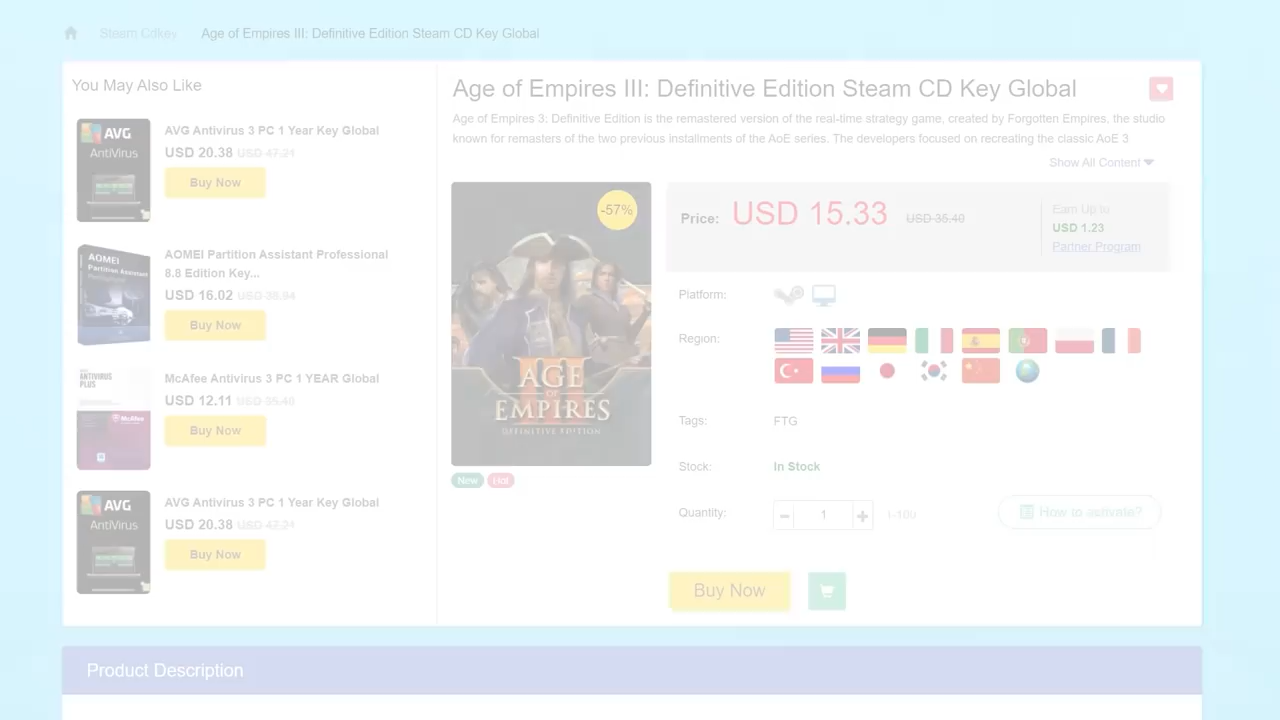 Steam Cdkey
Age of Empires III: Definitive Edition Steam CD Key Global
You May Also Like
AVG
AntiVirus
AVG Antivirus 3 PC 1 Year Key Global
USD 20.38 USD 47.21
Buy Now
AOMEI
Partition Assistant
AOMEI Partition Assistant Professional
8.8 Edition Key...
USD 16.02 USD 38.94
Buy Now
ANTIVIRUS
PLUS
McAfee
McAfee Antivirus 3 PC 1 YEAR Global
USD 12.11 USD 35.40
Buy Now
AVG
AntiVirus
AVG Antivirus 3 PC 1 Year Key Global
USD 20.38 USD 47.21
Buy Now
Age of Empires III: Definitive Edition Steam CD Key Global
Age of Empires 3: Definitive Edition is the remastered version of the real-time strategy game, created by Forgotten Empires, the studio
known for remasters of the two previous installments of the AoE series. The developers focused on recreating the classic AoE 3
Show All Content
-57%
AGE
OF
EMPIRES
III
DEFINITIVE EDITION
New Hot
Price: USD 15.33 USD 35.40
Earn Up to
USD 1.23
Partner Program
Platform:
Region:
Tags: FTG
Stock: In Stock
Quantity: 1
How to activate?
Buy Now
Product Description